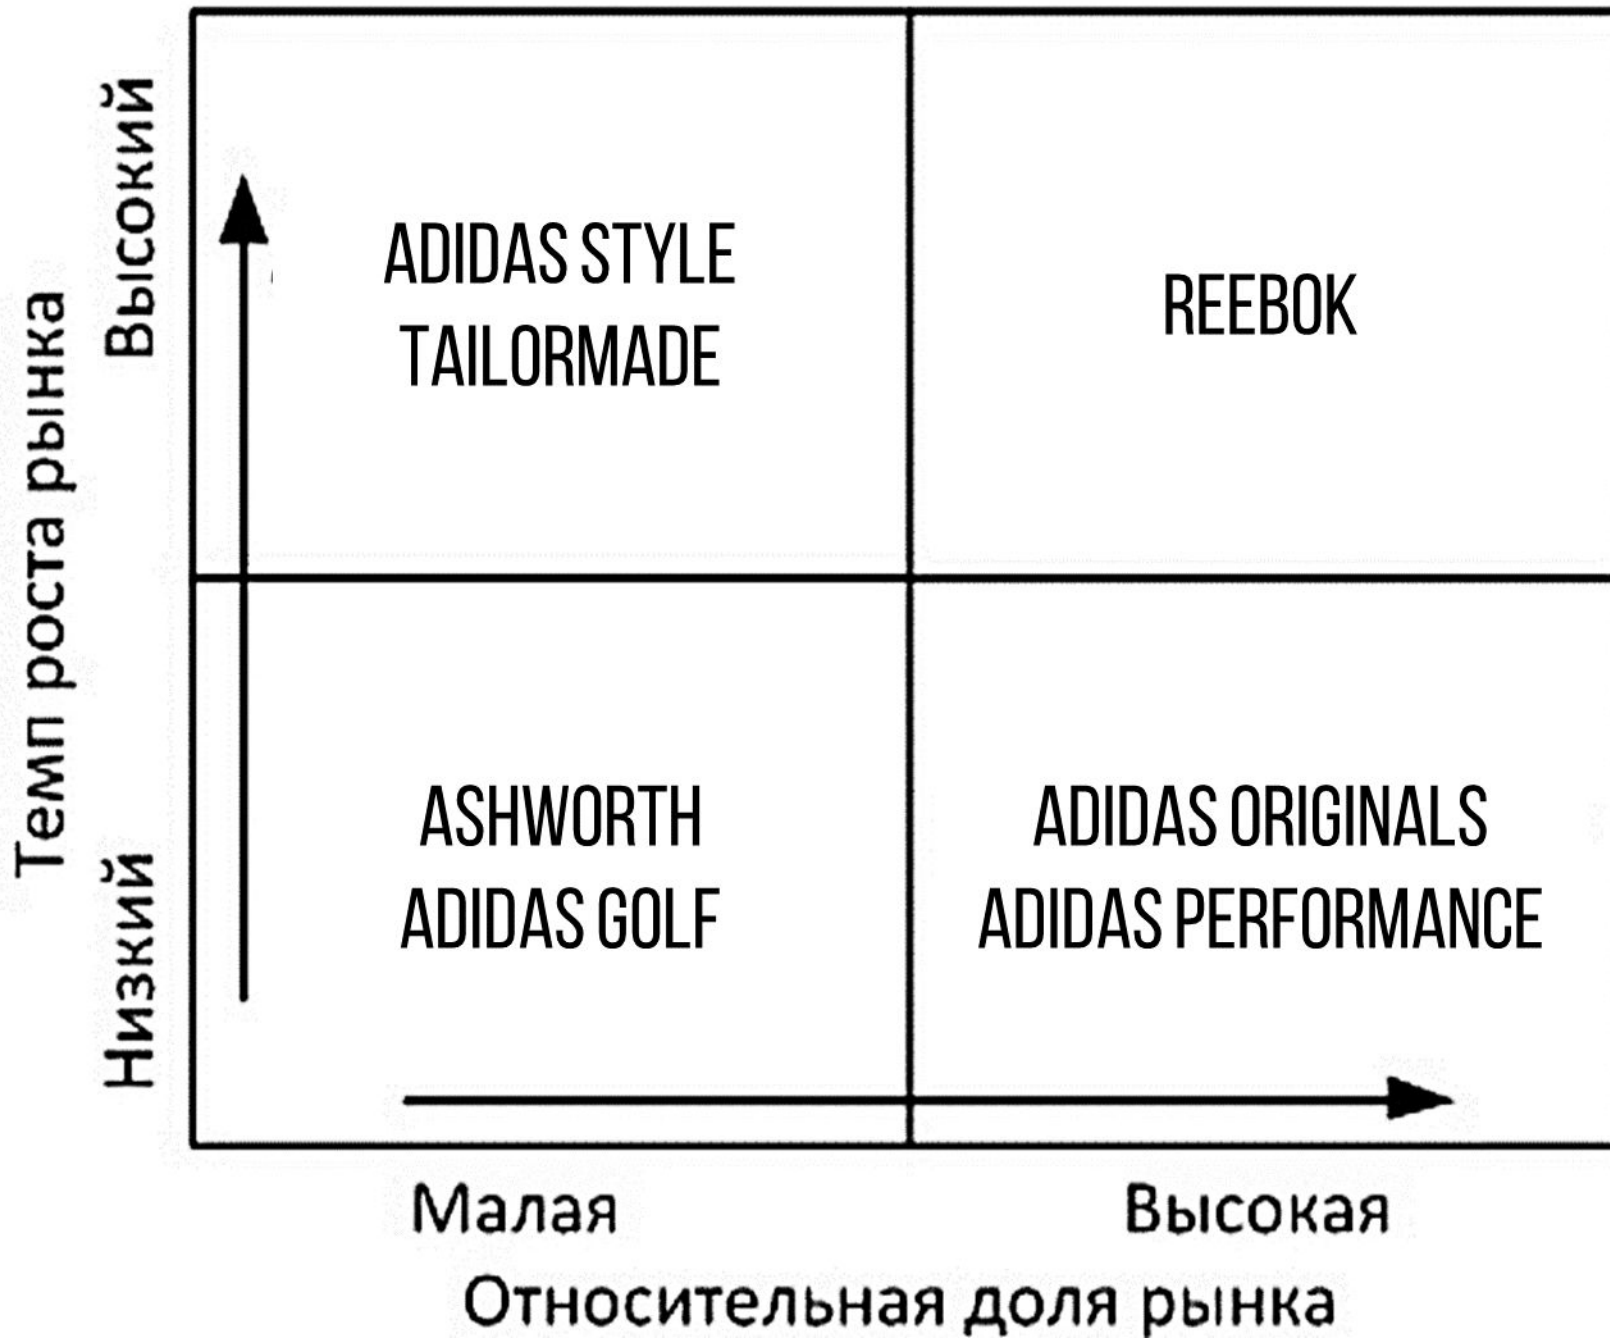 Темп роста рынка
Высокий
Низкий
ADIDAS STYLE
TAILORMADE
REEBOK
ASHWORTH
ADIDAS GOLF
ADIDAS ORIGINALS
ADIDAS PERFORMANCE
Малая
Высокая
Относительная доля рынка